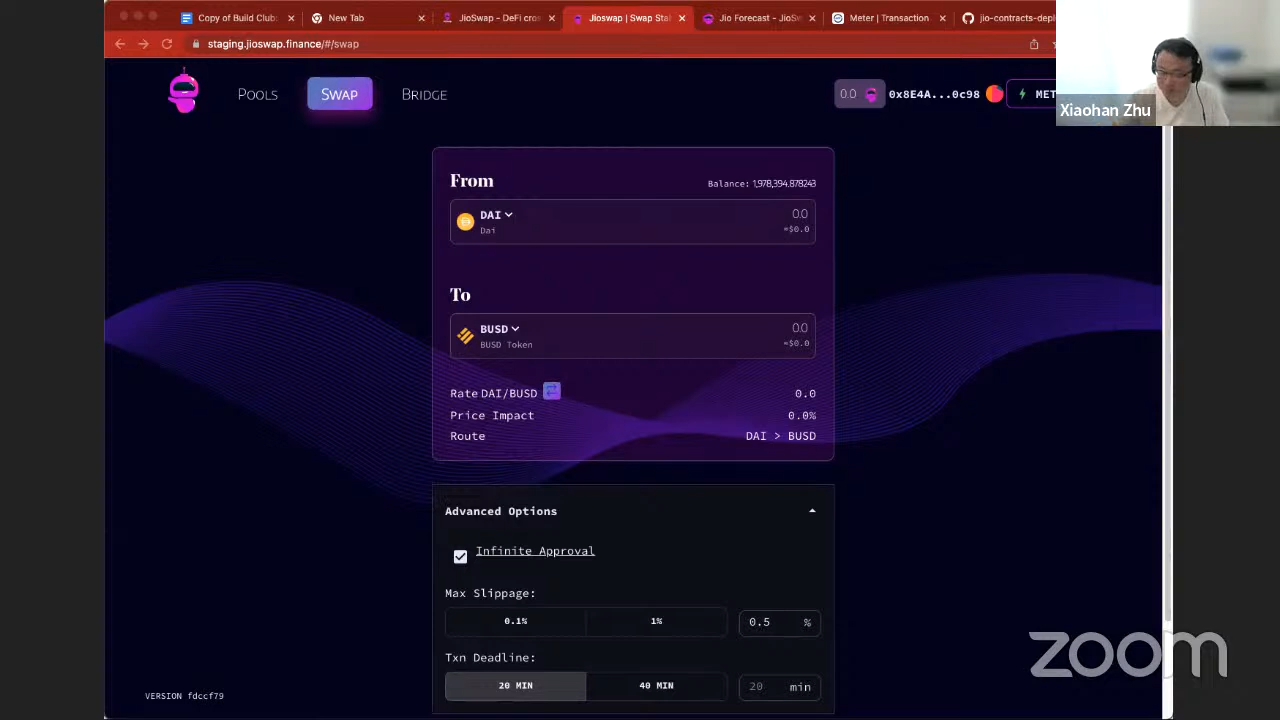 Copy of Build Club:
New Tab
JioSwap - DeFi cros
Jioswap | Swap Stal
Jio Forecast - JioSw
Meter | Transaction
jio-contracts-depl
staging.jioswap.finance/#/swap
POOLS
SWAP
BRIDGE
0.0
0x8E4A...0c98
MET
Xiaohan Zhu
From
Balance: 1,978,394.878243
DAI
0.0
Dai
≈$0.0
To
BUSD
0.0
BUSD Token
≈$0.0
Rate DAI/BUSD
0.0
Price Impact
0.0%
Route
DAI > BUSD
Advanced Options
Infinite Approval
Max Slippage:
0.1%
1%
0.5 %
Txn Deadline:
20 MIN
40 MIN
20 min
VERSION fdccf79
zoom